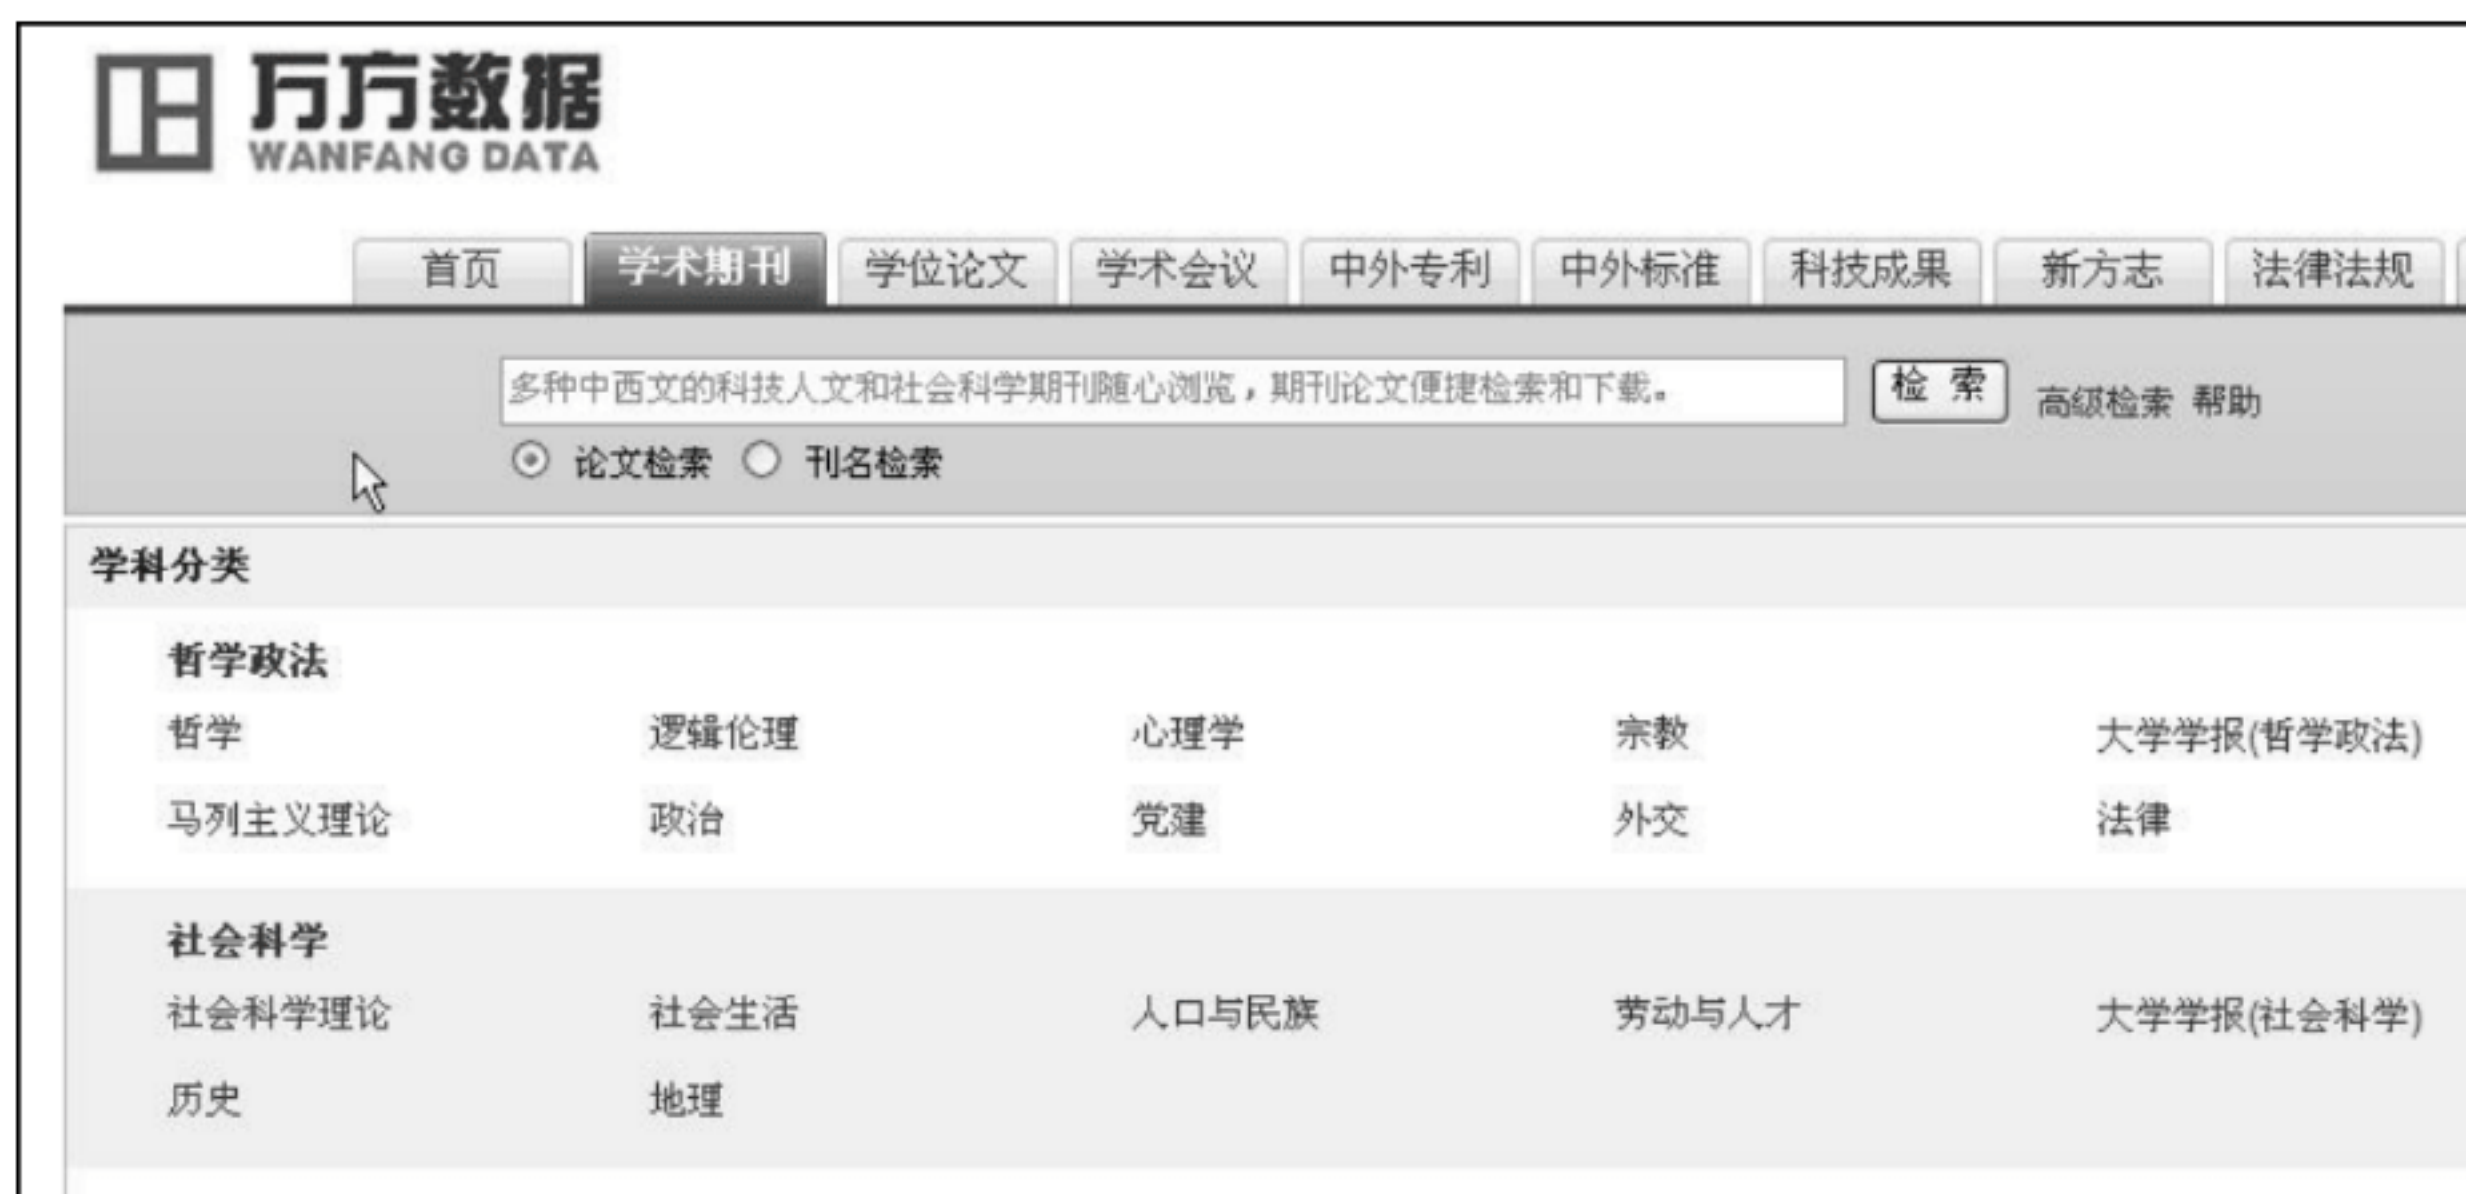 万方数据
WANFANG DATA
首页 学术期刊 学位论文 学术会议 中外专利 中外标准 科技成果 新方志 法律法规
多种中西文的科技人文和社会科学期刊随心浏览，期刊论文便捷检索和下载。 检 索 高级检索 帮助
论文检索 刊名检索
学科分类
哲学政法
哲学 逻辑伦理 心理学 宗教 大学学报(哲学政法)
马列主义理论 政治 党建 外交 法律
社会科学
社会科学理论 社会生活 人口与民族 劳动与人才 大学学报(社会科学)
历史 地理